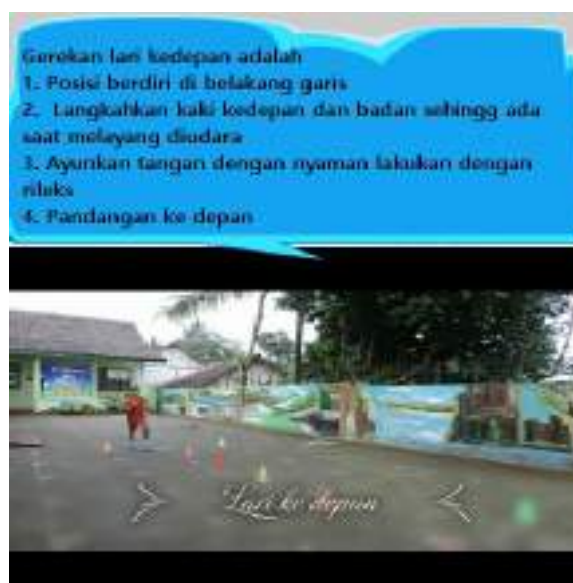 Gerekan lari kedepan adalah
1. Posisi berdiri di belakang garis
2. Langkahkan kaki kedepan dan badan sehingg ada
saat melayang diudara
3. Ayunkan tangan dengan nyaman lakukan dengan
rileks
4. Pandangan ke depan
Lari ke depan